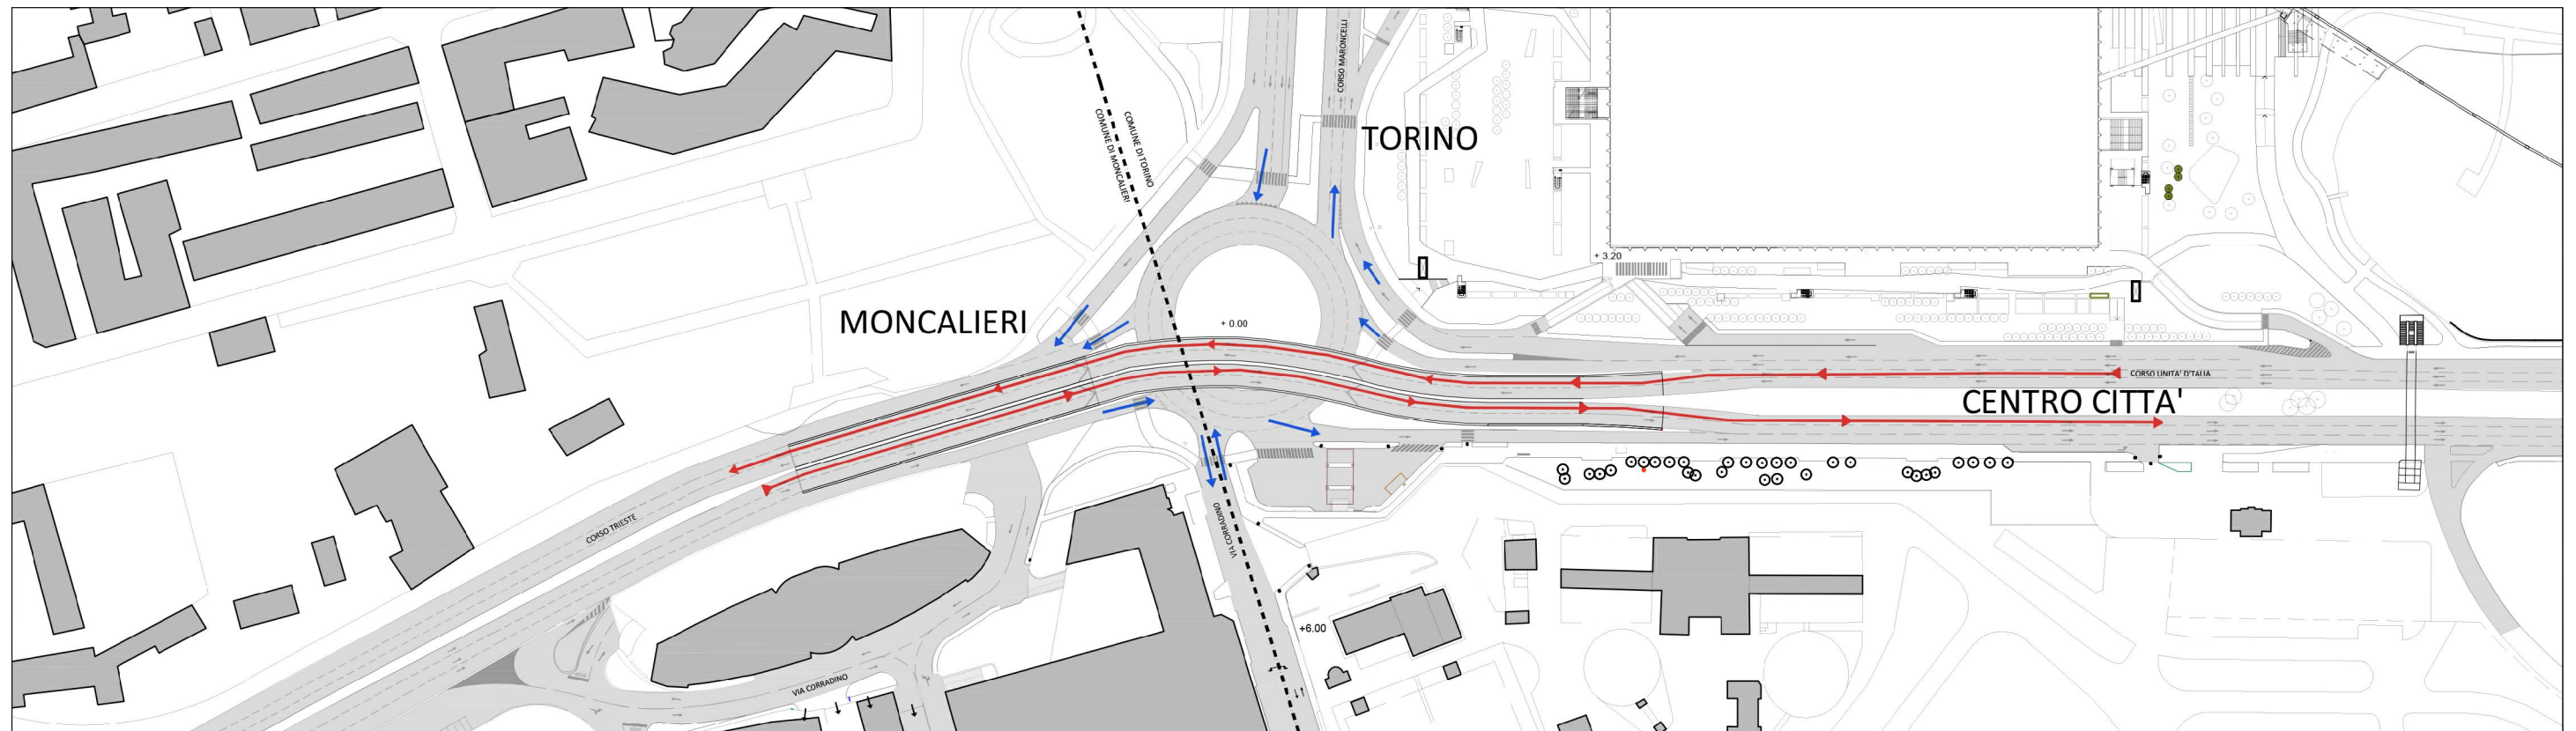 CORSO MARONCELLI
TORINO
COMUNE DI TORINO
COMUNE DI MONCALIERI
+ 3.20
MONCALIERI
+ 0.00
CORSO UNITA' D'TALIA
CENTRO CITTA'
CORSO TRIESTE
VIA CORRADINO
+6.00
VIA CORRADINO